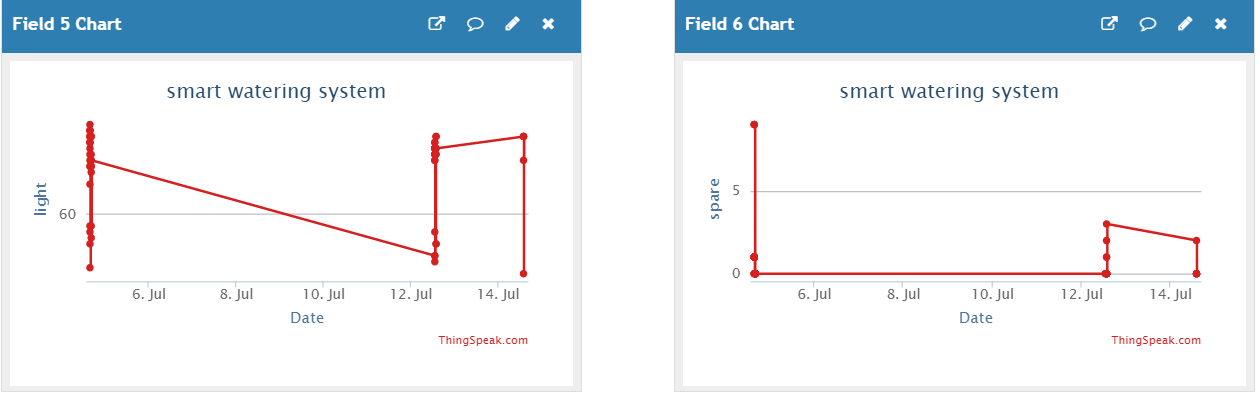 Field 5 Chart
smart watering system
light
60
6. Jul 8. Jul 10. Jul 12. Jul 14. Jul
Date
ThingSpeak.com
Field 6 Chart
smart watering system
spare
5
0
6. Jul 8. Jul 10. Jul 12. Jul 14. Jul
Date
ThingSpeak.com